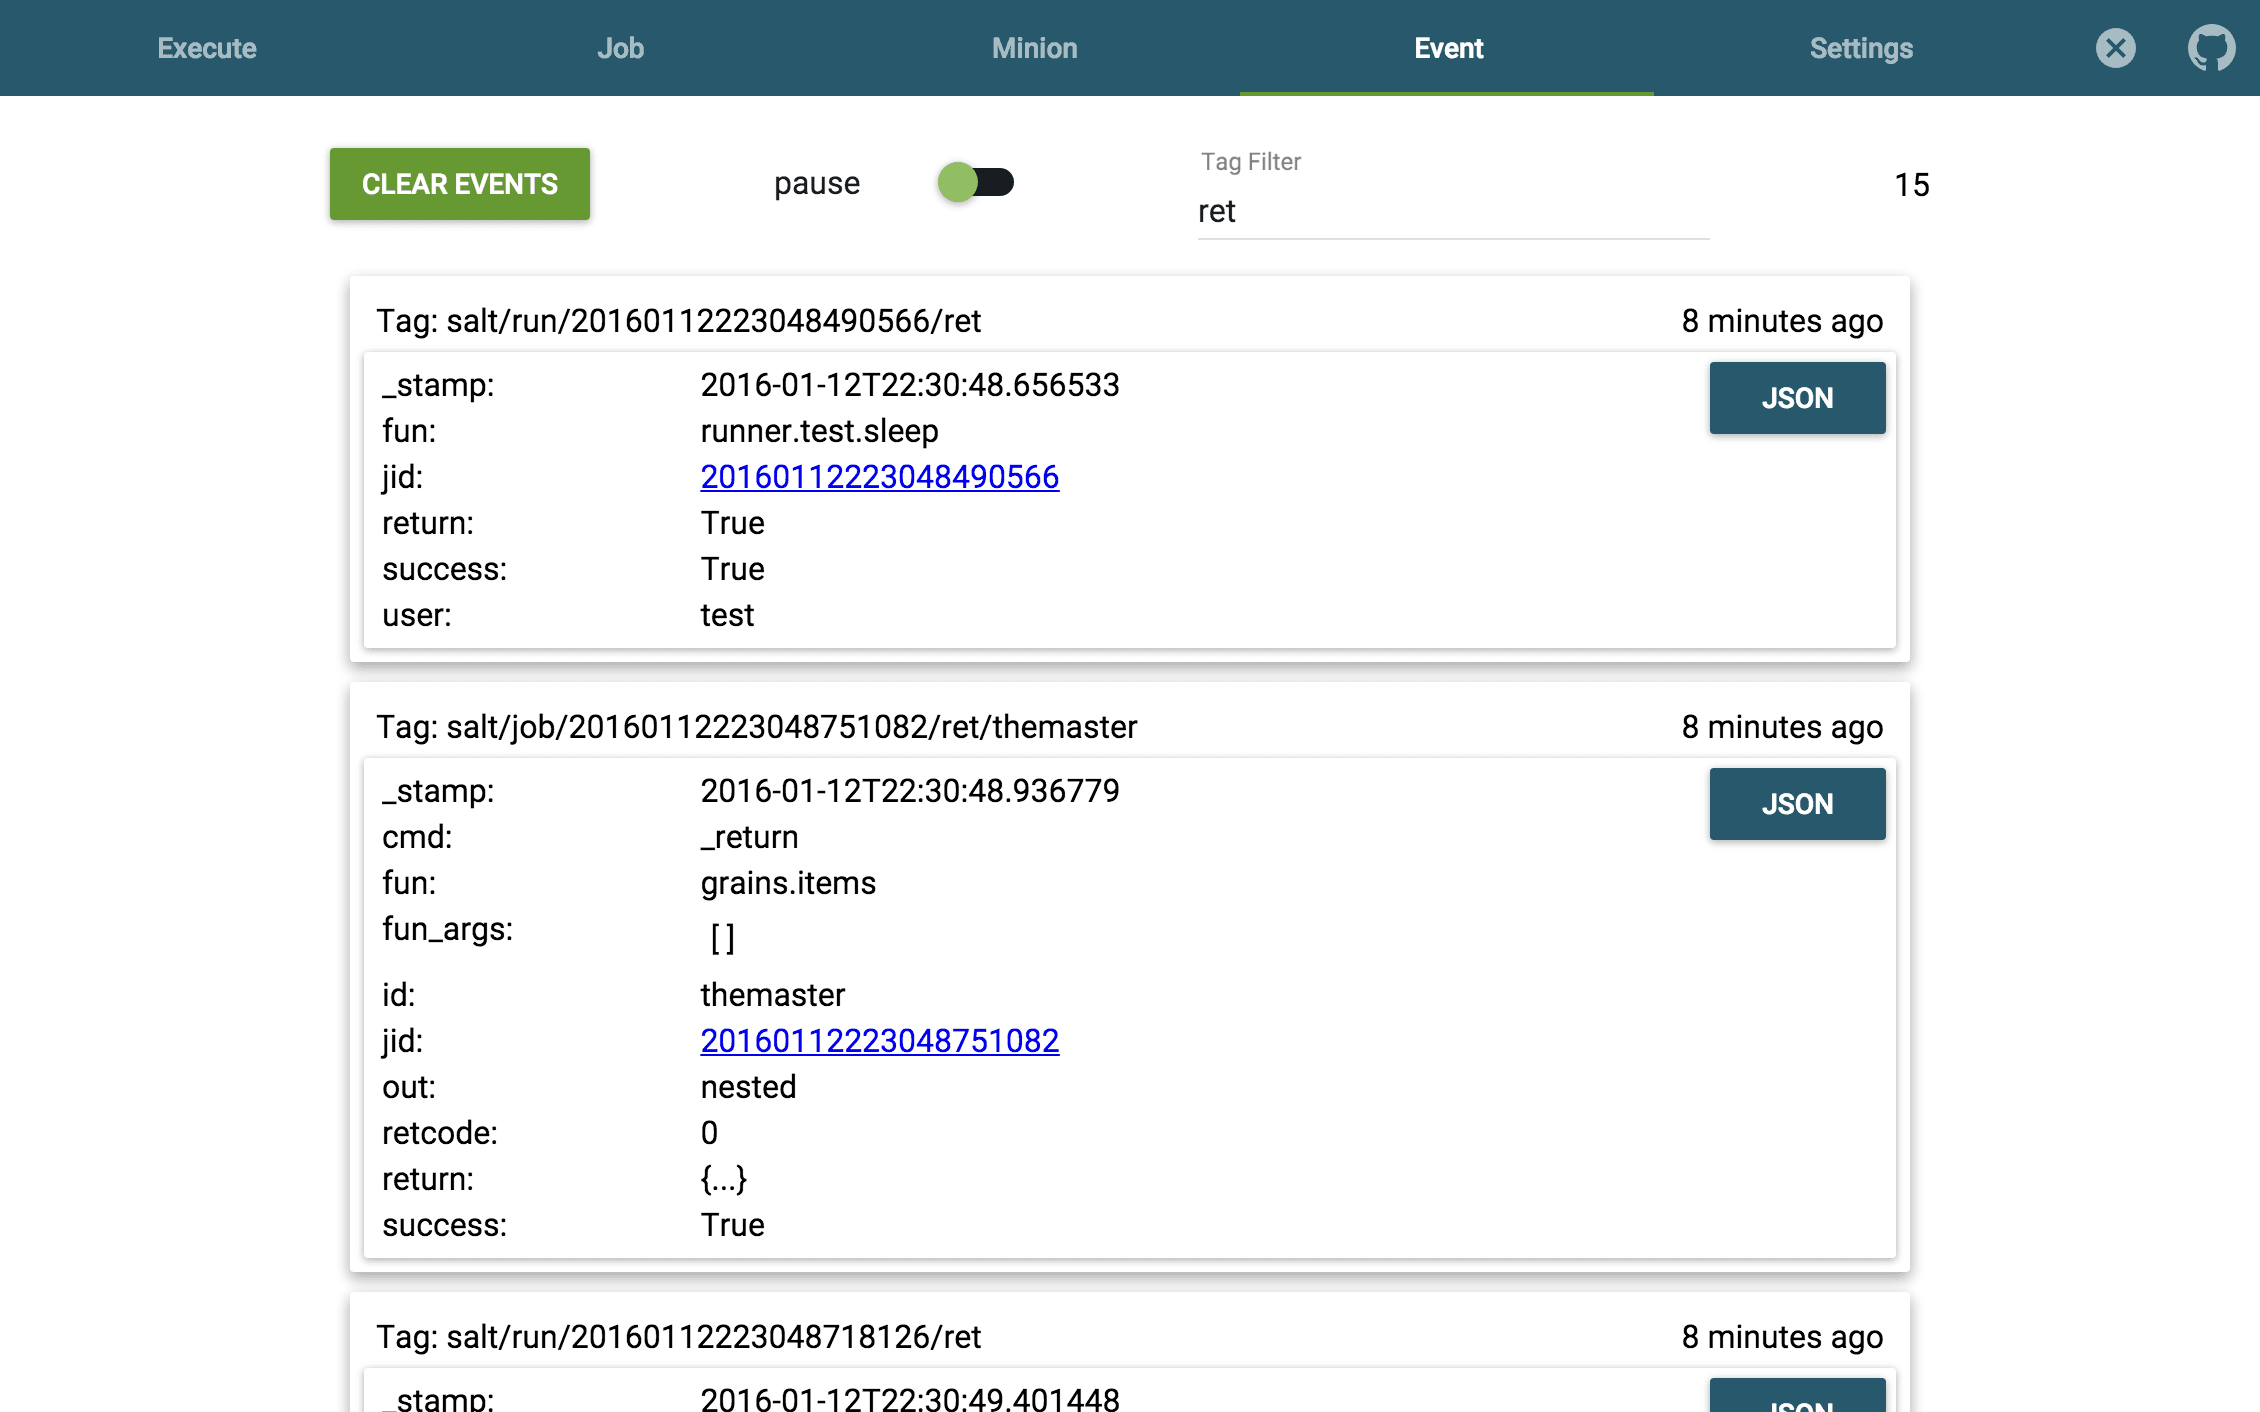 Execute Job Minion Event Settings
CLEAR EVENTS pause Tag Filter 15
ret
Tag: salt/run/20160112223048490566/ret 8 minutes ago
_stamp: 2016-01-12T22:30:48.656533 JSON
fun: runner.test.sleep
jid: 20160112223048490566
return: True
success: True
user: test
Tag: salt/job/20160112223048751082/ret/themaster 8 minutes ago
_stamp: 2016-01-12T22:30:48.936779 JSON
cmd: _return
fun: grains.items
fun_args: []
id: themaster
jid: 20160112223048751082
out: nested
retcode: 0
return: {...}
success: True
Tag: salt/run/20160112223048718126/ret 8 minutes ago
_stamp: 2016-01-12T22:30:49.401448 JSON